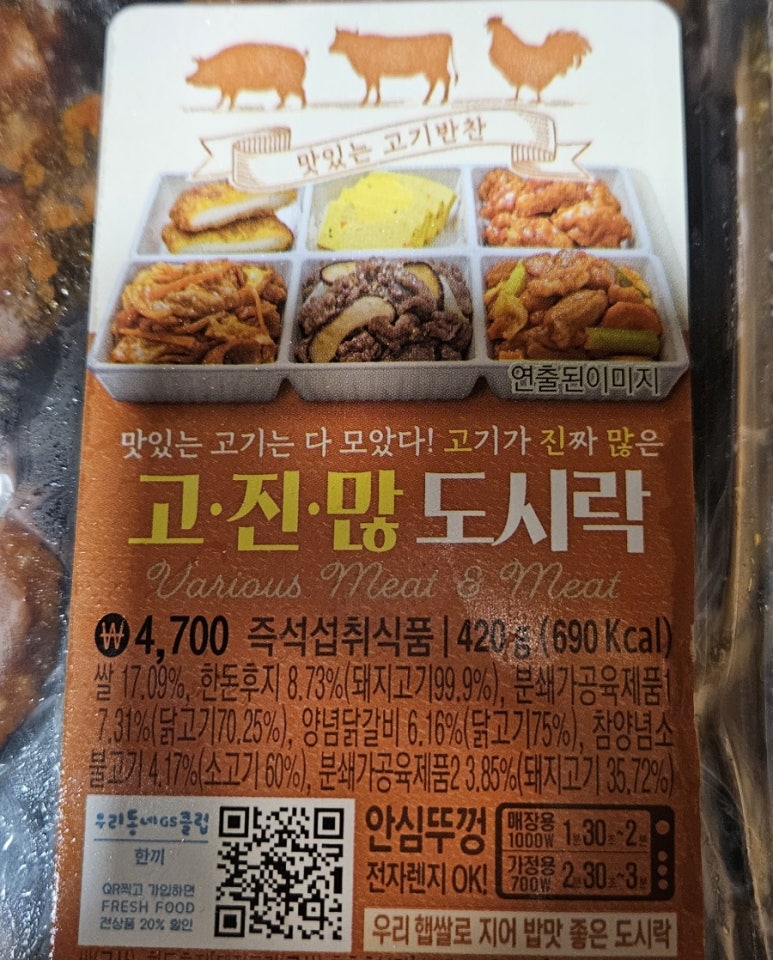 맛있는 고기반찬
연출된이미지
맛있는 고기는 다 모았다! 고기가 진짜 많은
고·진·많 도시락
Various Meat & Meat
₩4,700 즉석섭취식품 | 420 g (690 Kcal)
쌀 17.09%, 한돈후지 8.73%(돼지고기99.9%), 분쇄가공육제품1
7.31%(닭고기70.25%), 양념닭갈비 6.16%(닭고기75%), 참양념소
불고기 4.17%(소고기 60%), 분쇄가공육제품2 3.85%(돼지고기 35.72%)
우리동네GS클럽
한끼
QR찍고 가입하면
FRESH FOOD
전상품 20% 할인
안심뚜껑
전자렌지 OK!
매장용 1000W 1분30초~2분
가정용 700W 2분30초~3분
우리 햅쌀로 지어 밥맛 좋은 도시락